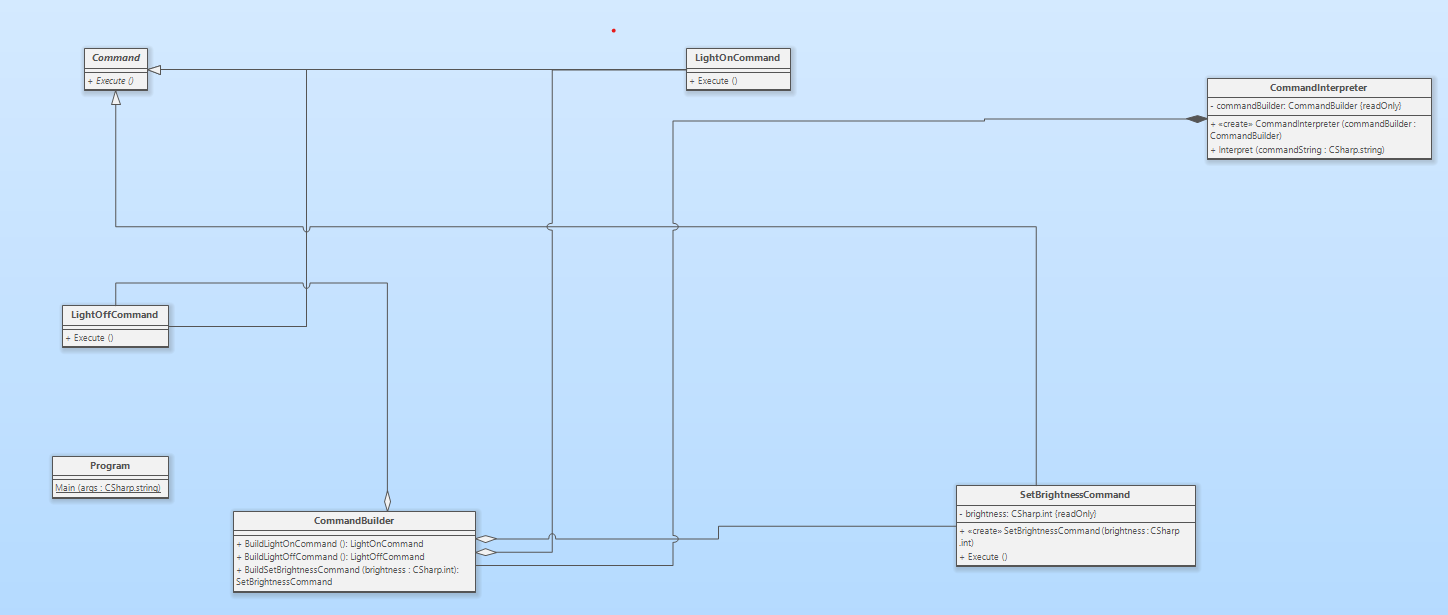 Command
+ Execute ()
LightOnCommand
+ Execute ()
CommandInterpreter
- commandBuilder: CommandBuilder {readOnly}
+ «create» CommandInterpreter (commandBuilder :
CommandBuilder)
+ Interpret (commandString : CSharp.string)
LightOffCommand
+ Execute ()
Program
Main (args : CSharp.string)
CommandBuilder
+ BuildLightOnCommand (): LightOnCommand
+ BuildLightOffCommand (): LightOffCommand
+ BuildSetBrightnessCommand (brightness : CSharp.int):
SetBrightnessCommand
SetBrightnessCommand
- brightness: CSharp.int {readOnly}
+ «create» SetBrightnessCommand (brightness : CSharp
.int)
+ Execute ()